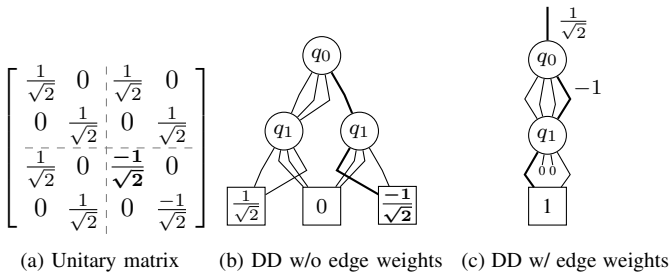 1/√2 0 1/√2 0
0 1/√2 0 1/√2
1/√2 0 -1/√2 0
0 1/√2 0 -1/√2
(a) Unitary matrix
q0
q1 q1
1/√2 0 -1/√2
(b) DD w/o edge weights
1/√2
q0
-1
q1
0 0
1
(c) DD w/ edge weights